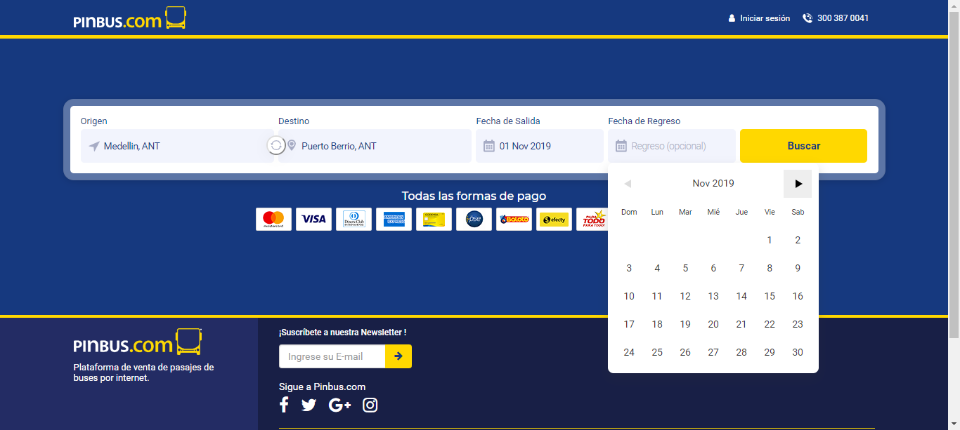 PINBUS.com
Iniciar sesión
300 387 0041
Origen
Destino
Fecha de Salida
Fecha de Regreso
Medellin, ANT
Puerto Berrio, ANT
01 Nov 2019
Regreso (opcional)
Buscar
Todas las formas de pago
VISA
pse
Baloto
efecty
TODO
Nov 2019
Dom Lun Mar Mié Jue Vie Sab
1 2
3 4 5 6 7 8 9
10 11 12 13 14 15 16
17 18 19 20 21 22 23
24 25 26 27 28 29 30
PINBUS.com
Plataforma de venta de pasajes de
buses por internet.
¡Suscríbete a nuestra Newsletter !
Ingrese su E-mail
Sigue a Pinbus.com